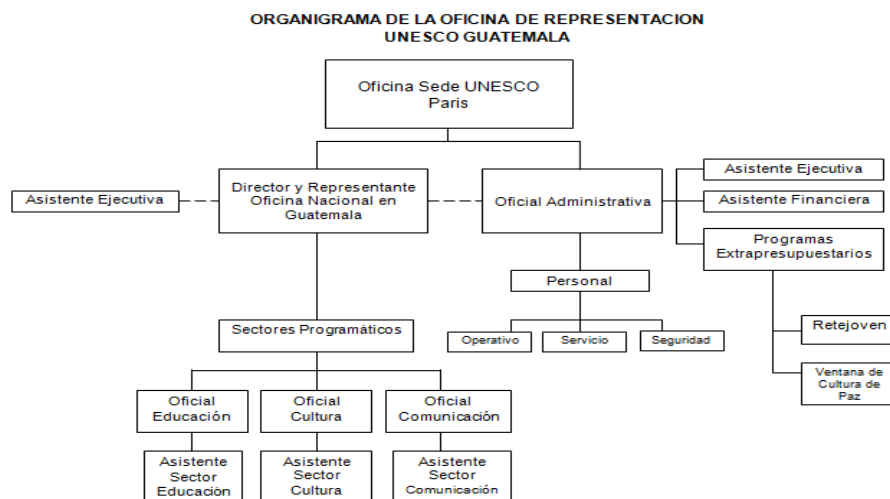 ORGANIGRAMA DE LA OFICINA DE REPRESENTACION
UNESCO GUATEMALA
Oficina Sede UNESCO
Paris
Asistente Ejecutiva
Director y Representante
Oficina Nacional en
Guatemala
Oficial Administrativa
Asistente Ejecutiva
Asistente Financiera
Programas
Extrapresupuestarios
Personal
Operativo
Servicio
Seguridad
Retejoven
Ventana de
Cultura de
Paz
Sectores Programáticos
Oficial
Educación
Oficial
Cultura
Oficial
Comunicación
Asistente
Sector
Educación
Asistente
Sector
Cultura
Asistente
Sector
Comunicación